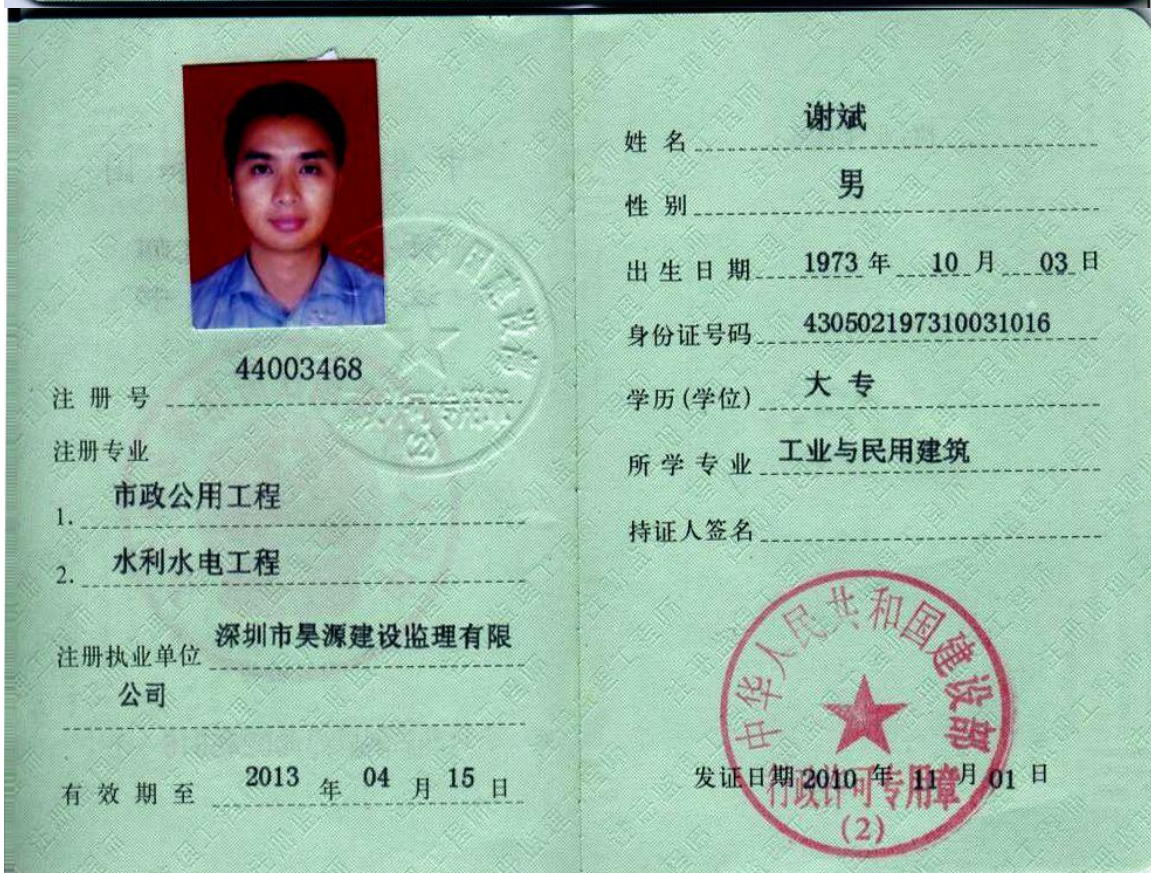 44003468
注 册 号
注册专业
1. 市政公用工程
2. 水利水电工程
注册执业单位 深圳市昊源建设监理有限
公司
有 效 期 至 2013 年 04 月 15 日
姓 名 谢斌
性 别 男
出 生 日 期 1973 年 10 月 03 日
身份证号码 430502197310031016
学历(学位) 大 专
所 学 专 业 工业与民用建筑
持证人签名
中华人民共和国建设部
发证日期 2010 年 11 月 01 日
行政许可专用章
(2)